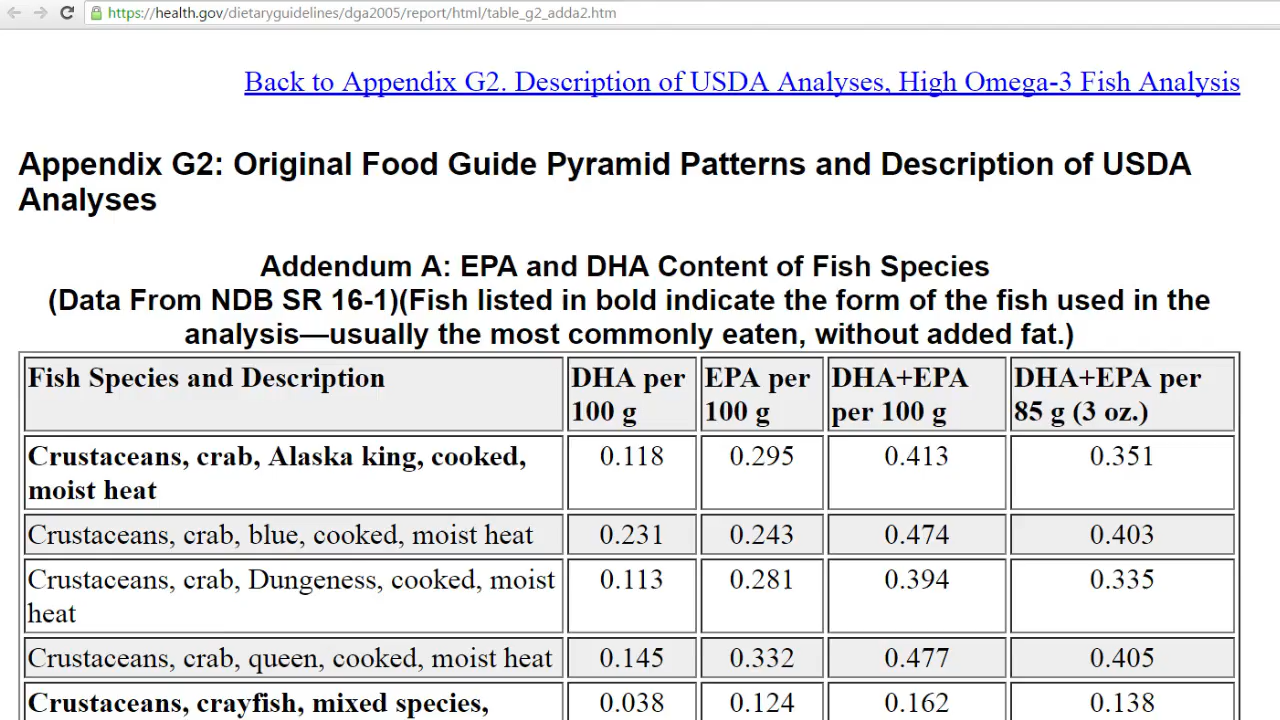 https://health.gov/dietaryguidelines/dga2005/report/html/table_g2_adda2.htm
Back to Appendix G2. Description of USDA Analyses, High Omega-3 Fish Analysis
Appendix G2: Original Food Guide Pyramid Patterns and Description of USDA
Analyses
Addendum A: EPA and DHA Content of Fish Species
(Data From NDB SR 16-1)(Fish listed in bold indicate the form of the fish used in the
analysis—usually the most commonly eaten, without added fat.)
Fish Species and Description DHA per EPA per DHA+EPA DHA+EPA per
100 g 100 g per 100 g 85 g (3 oz.)
Crustaceans, crab, Alaska king, cooked, 0.118 0.295 0.413 0.351
moist heat
Crustaceans, crab, blue, cooked, moist heat 0.231 0.243 0.474 0.403
Crustaceans, crab, Dungeness, cooked, moist 0.113 0.281 0.394 0.335
heat
Crustaceans, crab, queen, cooked, moist heat 0.145 0.332 0.477 0.405
Crustaceans, crayfish, mixed species, 0.038 0.124 0.162 0.138